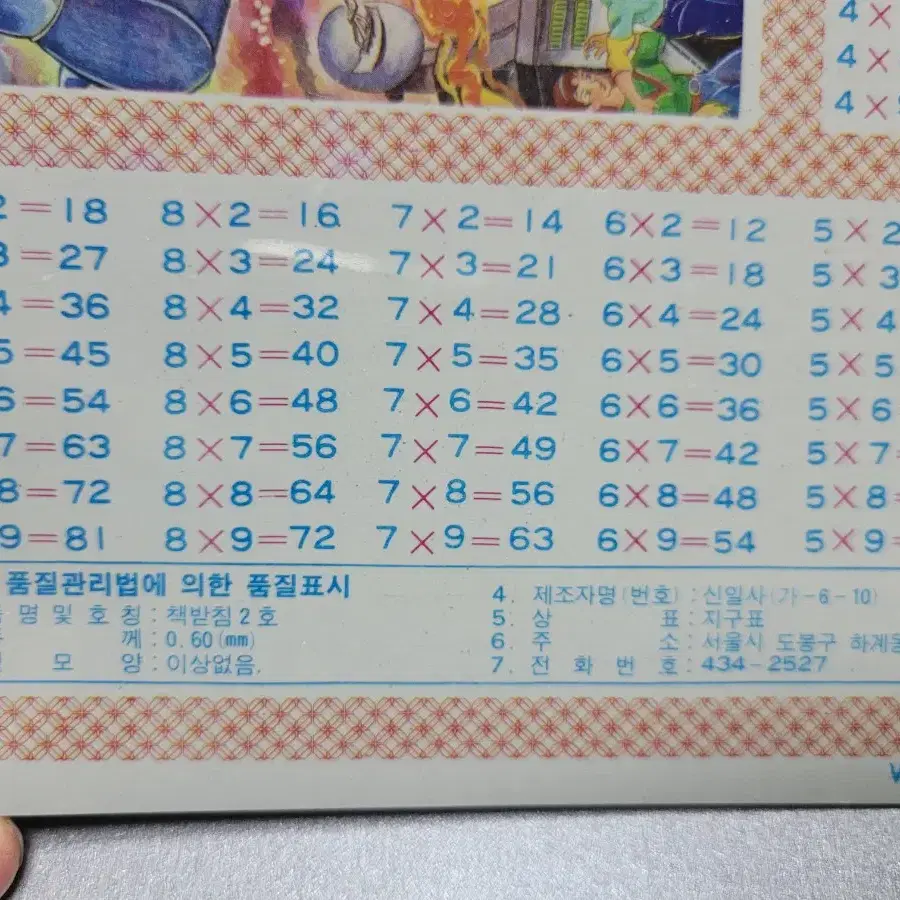 4 ×
4 ×
4 ×
2=18 8×2=16 7×2=14 6×2=12 5×2
3=27 8×3=24 7×3=21 6×3=18 5×3
4=36 8×4=32 7×4=28 6×4=24 5×4
5=45 8×5=40 7×5=35 6×5=30 5×5
6=54 8×6=48 7×6=42 6×6=36 5×6
7=63 8×7=56 7×7=49 6×7=42 5×7=
8=72 8×8=64 7×8=56 6×8=48 5×8=
9=81 8×9=72 7×9=63 6×9=54 5×9=
품질관리법에 의한 품질표시
명 및 호 칭 : 책받침 2 호
께 : 0.60 (mm)
모 양 : 이상없음.
4. 제조자명 (번호) : 신일사 (가-6-10)
5. 상 표 : 지구표
6. 주 소 : 서울시 도봉구 하계동
7. 전 화 번 호 : 434-2527